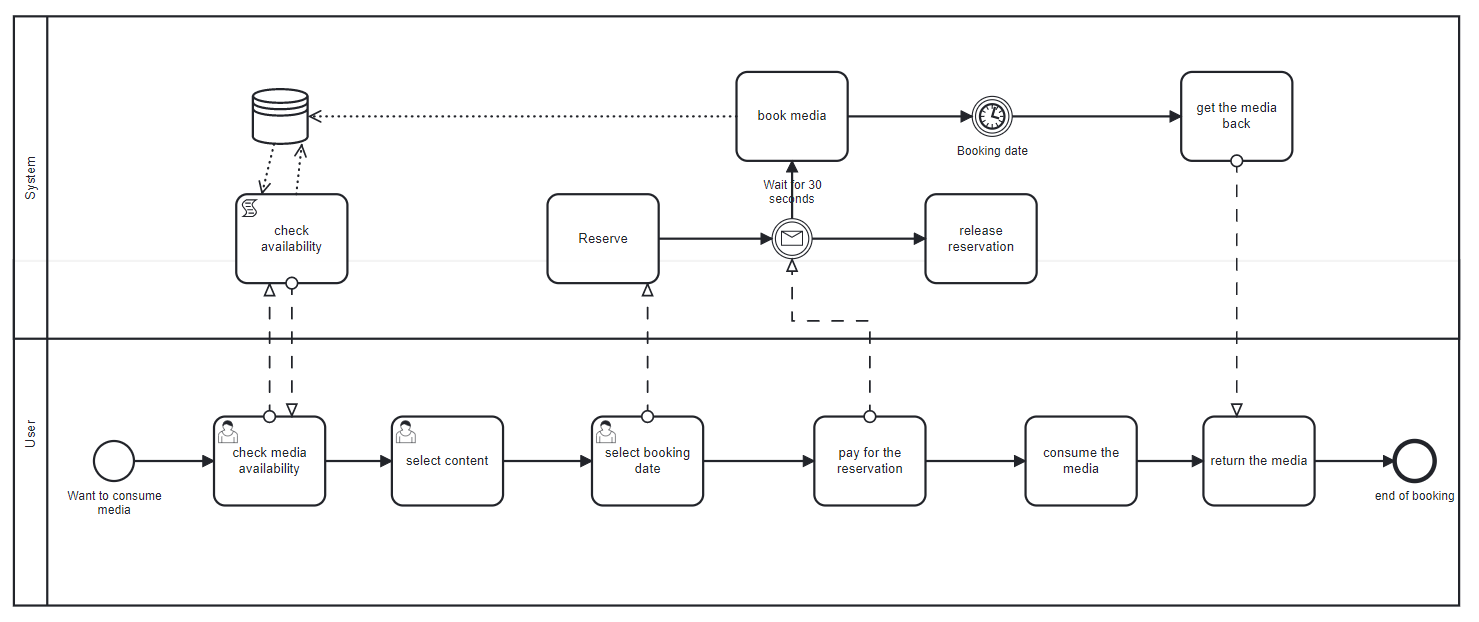 System
book media
Booking date
get the media
back
Wait for 30
seconds
check
availability
Reserve
release
reservation
User
Want to consume
media
check media
availability
select content
select booking
date
pay for the
reservation
consume the
media
return the media
end of booking